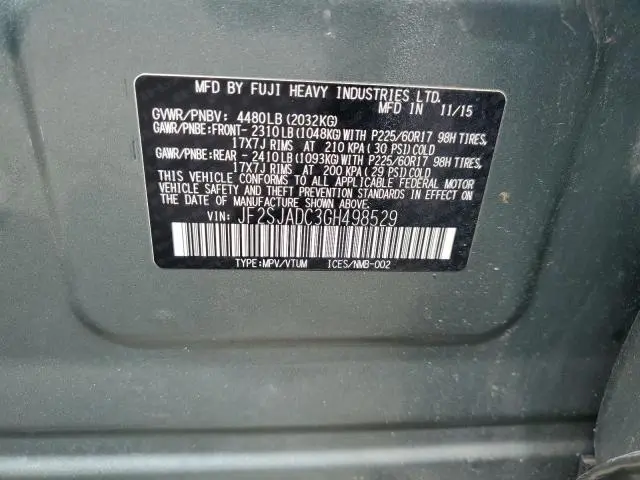 MFD BY FUJI HEAVY INDUSTRIES LTD.
MFD IN 11/15
GVWR/PNBV: 4480LB(2032KG)
GAWR/PNBE:FRONT- 2310LB(1048KG)WITH P225/60R17 98H TIRES,
17X7J RIMS AT 210 KPA(30 PSI)COLD
GAWR/PNBE:REAR - 2410LB(1093KG)WITH P225/60R17 98H TIRES,
17X7J RIMS AT 200 KPA(29 PSI)COLD
THIS VEHICLE CONFORMS TO ALL APPLICABLE FEDERAL MOTOR
VEHICLE SAFETY AND THEFT PREVENTION STANDARDS IN EFFECT ON
THE DATE OF MANUFACTURE SHOWN ABOVE.
VIN: JF2SJADC3GH498529
TYPE:MPV/VTUM ICES/NMB-002